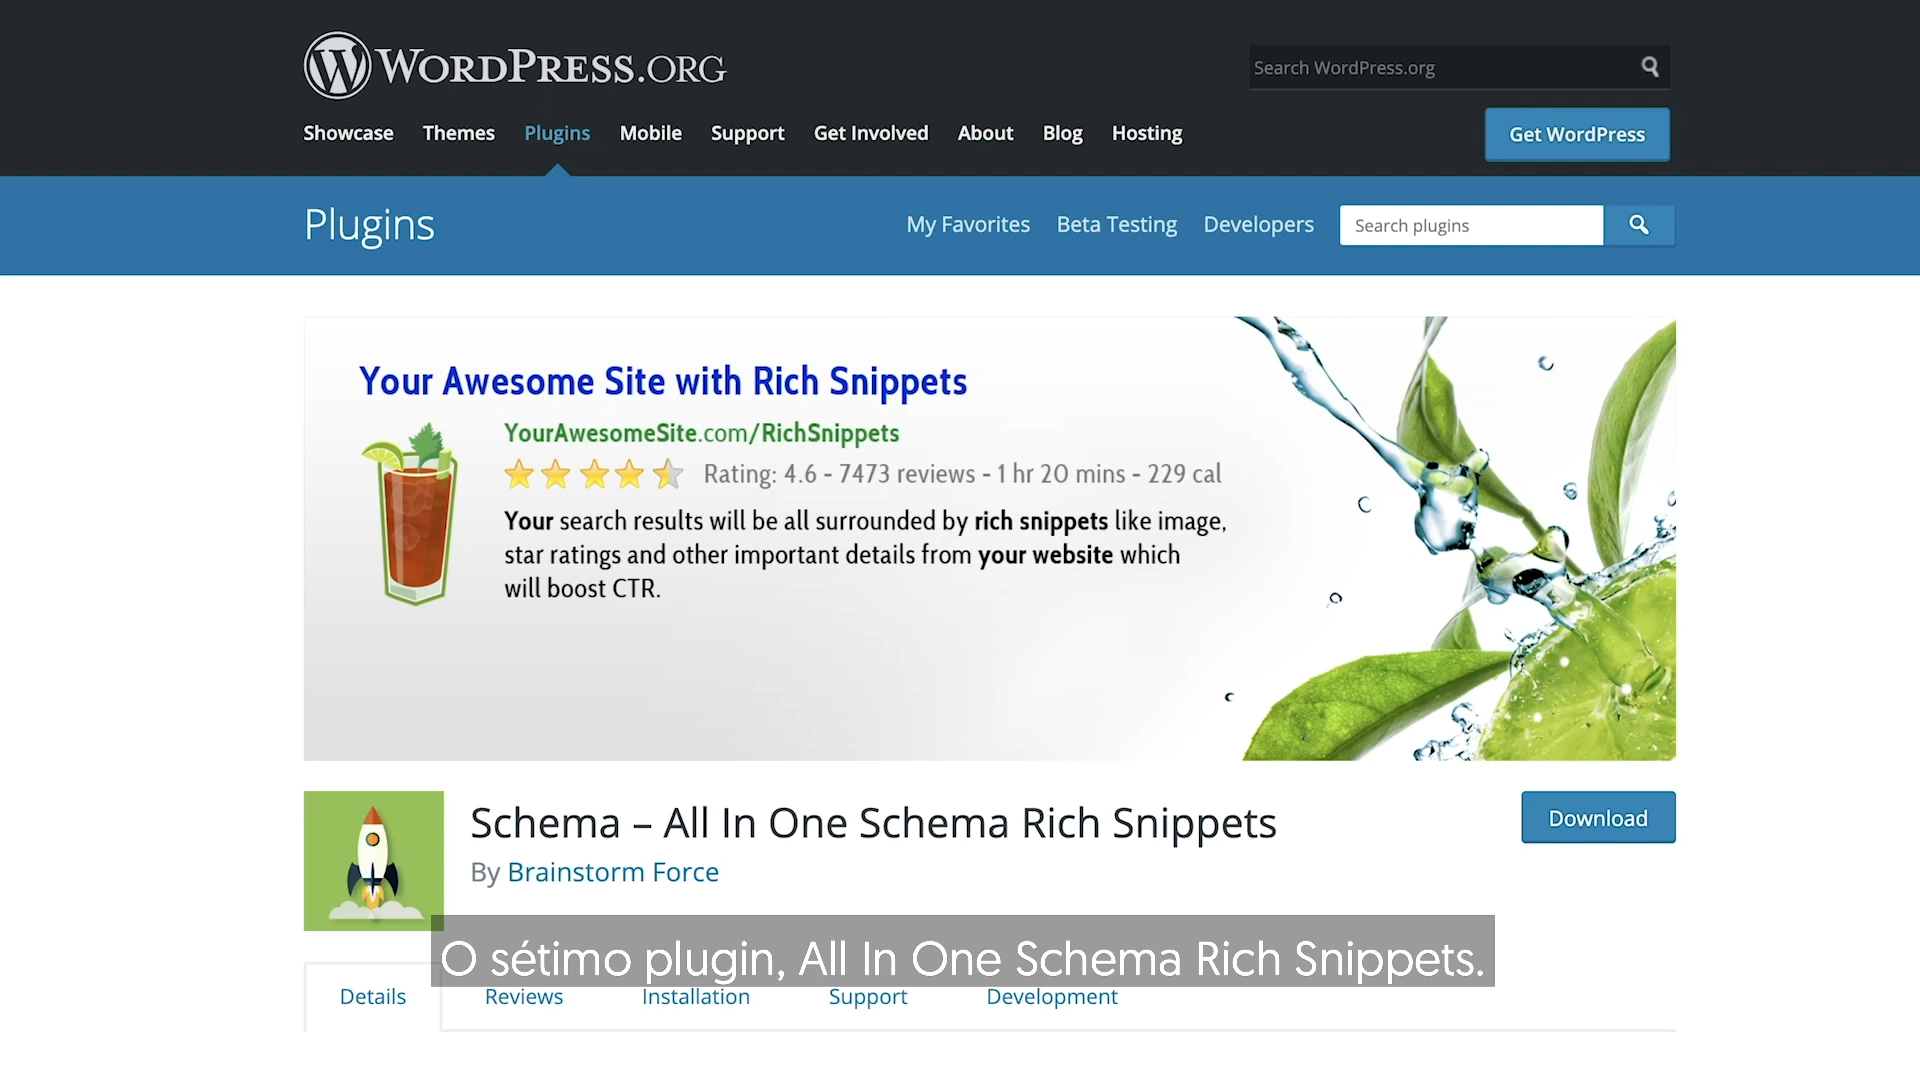 WORDPRESS.ORG
Search WordPress.org
Showcase Themes Plugins Mobile Support Get Involved About Blog Hosting
Get WordPress
Plugins
My Favorites Beta Testing Developers
Search plugins
Your Awesome Site with Rich Snippets
YourAwesomeSite.com/RichSnippets
Rating: 4.6 - 7473 reviews - 1 hr 20 mins - 229 cal
Your search results will be all surrounded by rich snippets like image,
star ratings and other important details from your website which
will boost CTR.
Schema – All In One Schema Rich Snippets
Download
By Brainstorm Force
O sétimo plugin, All In One Schema Rich Snippets.
Details Reviews Installation Support Development